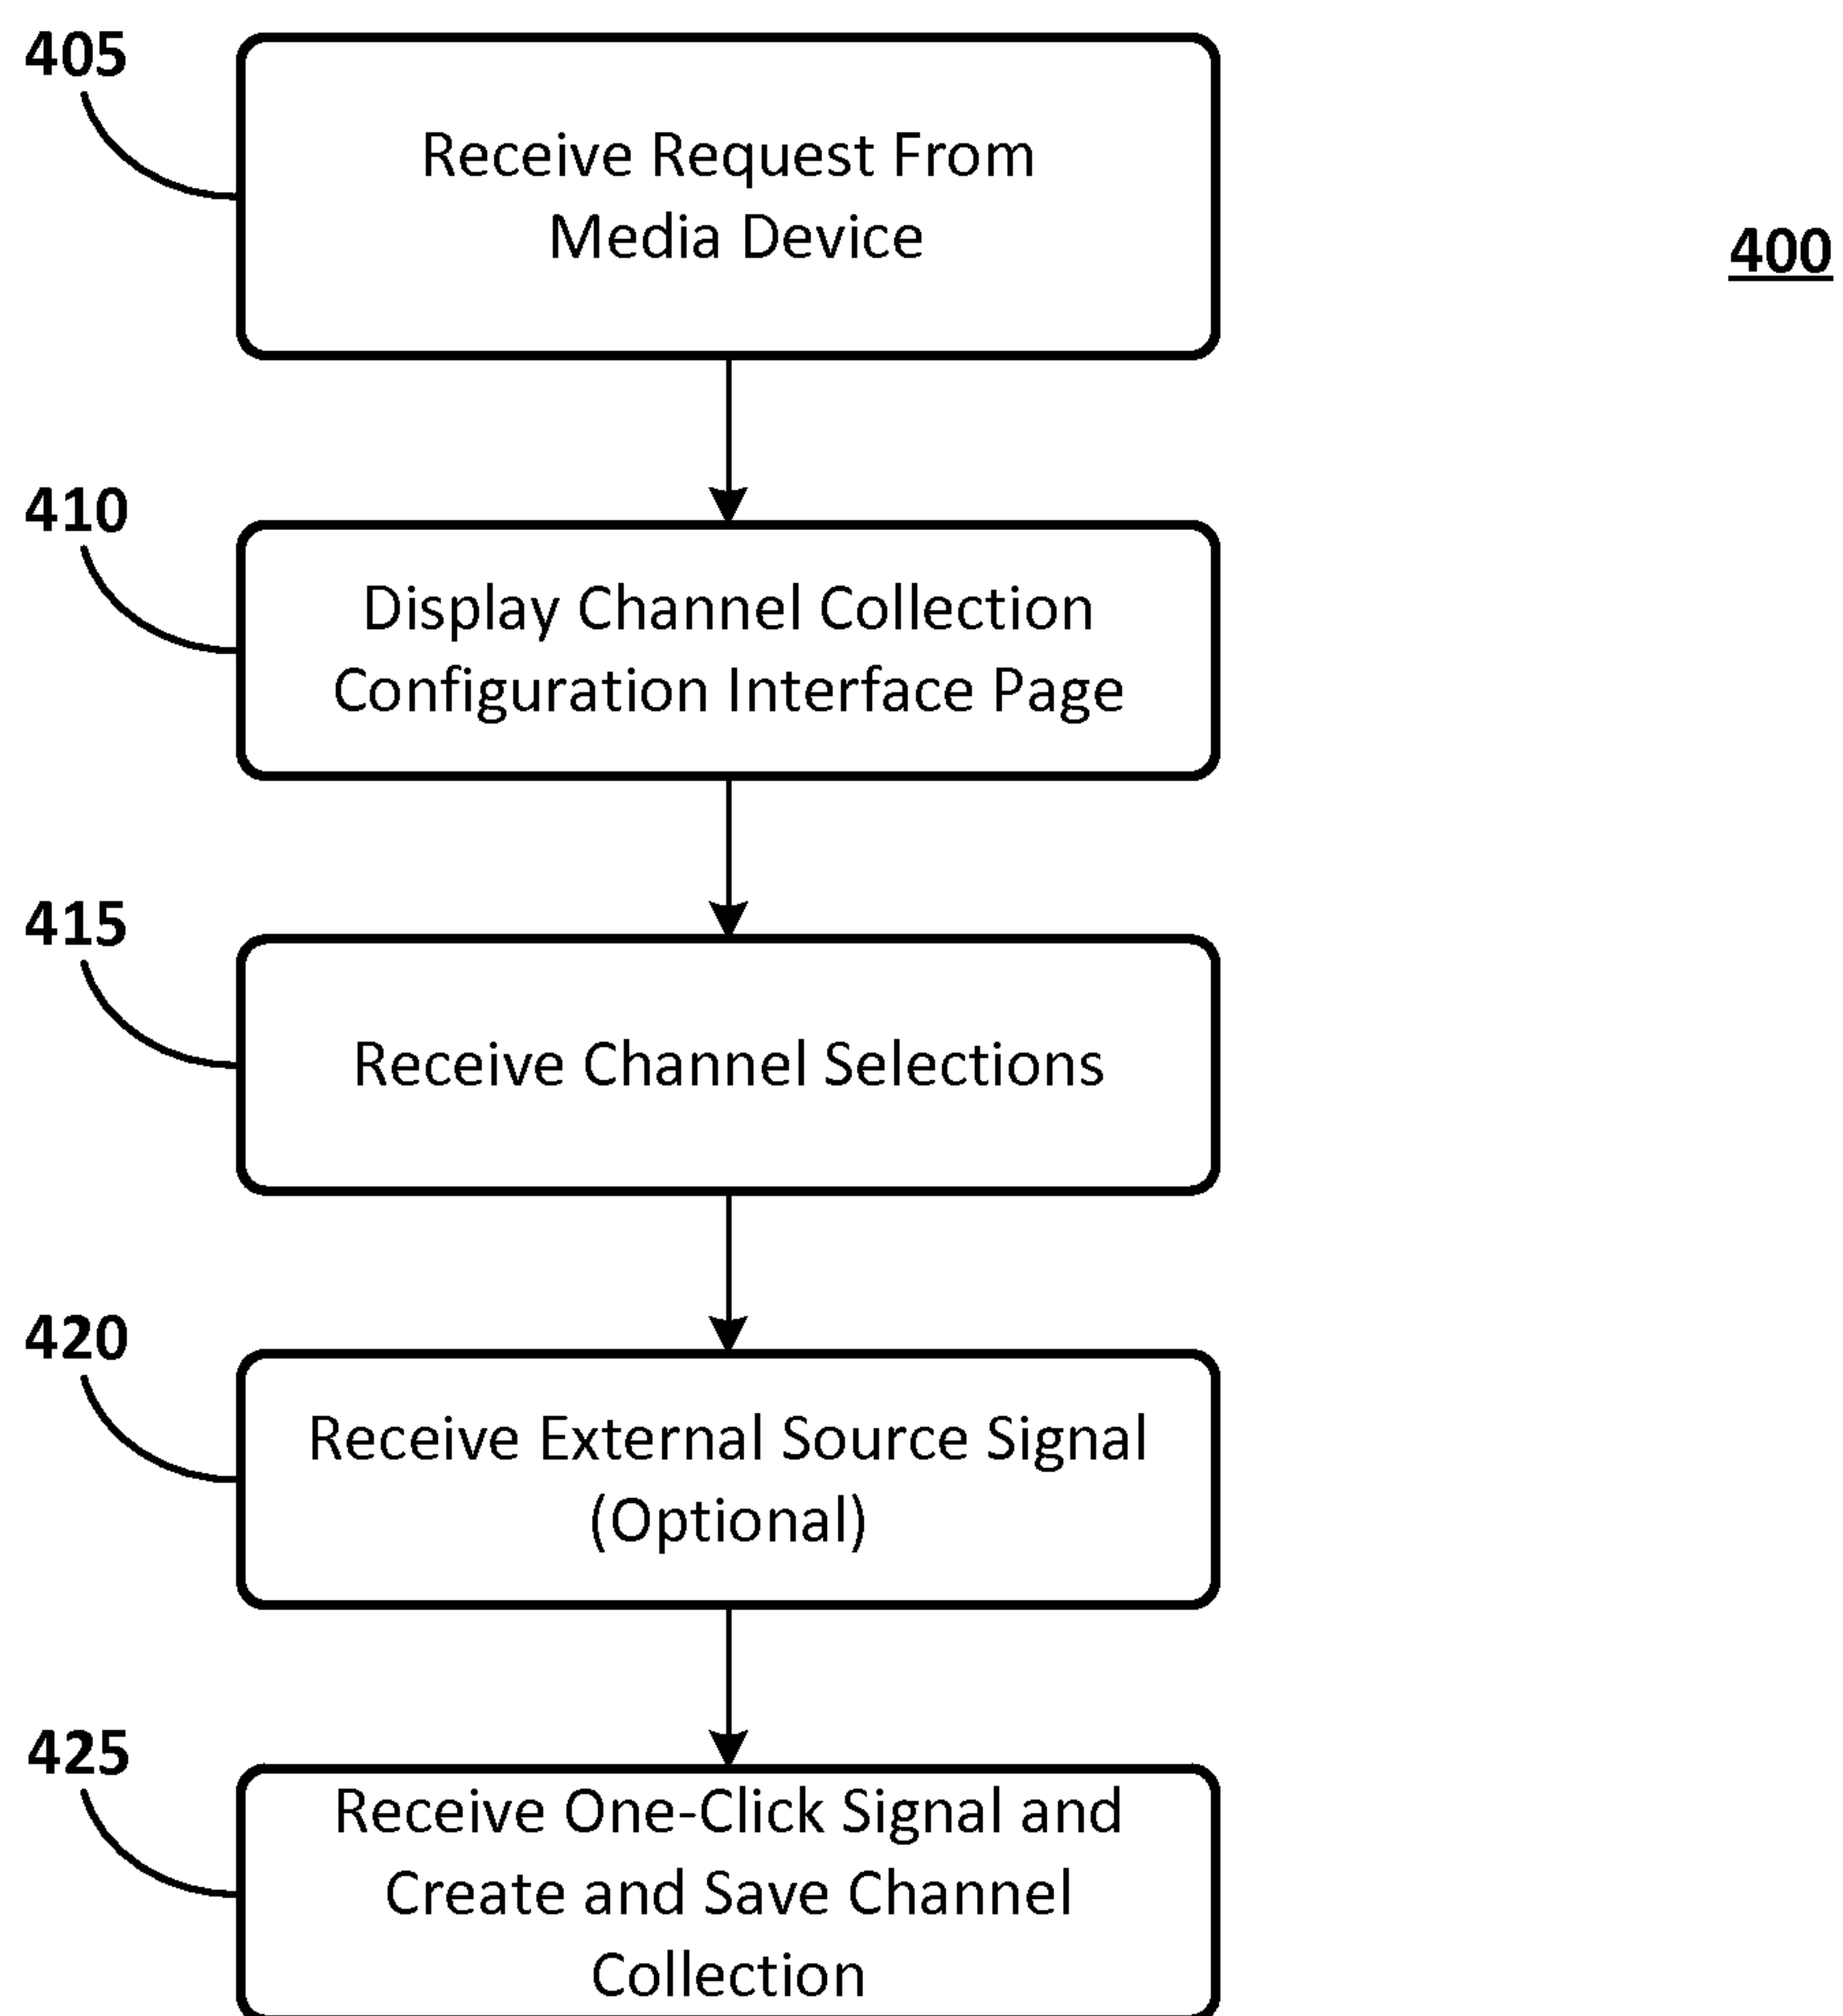 405
Receive Request From
Media Device
400
410
Display Channel Collection
Configuration Interface Page
415
Receive Channel Selections
420
Receive External Source Signal
(Optional)
425
Receive One-Click Signal and
Create and Save Channel
Collection